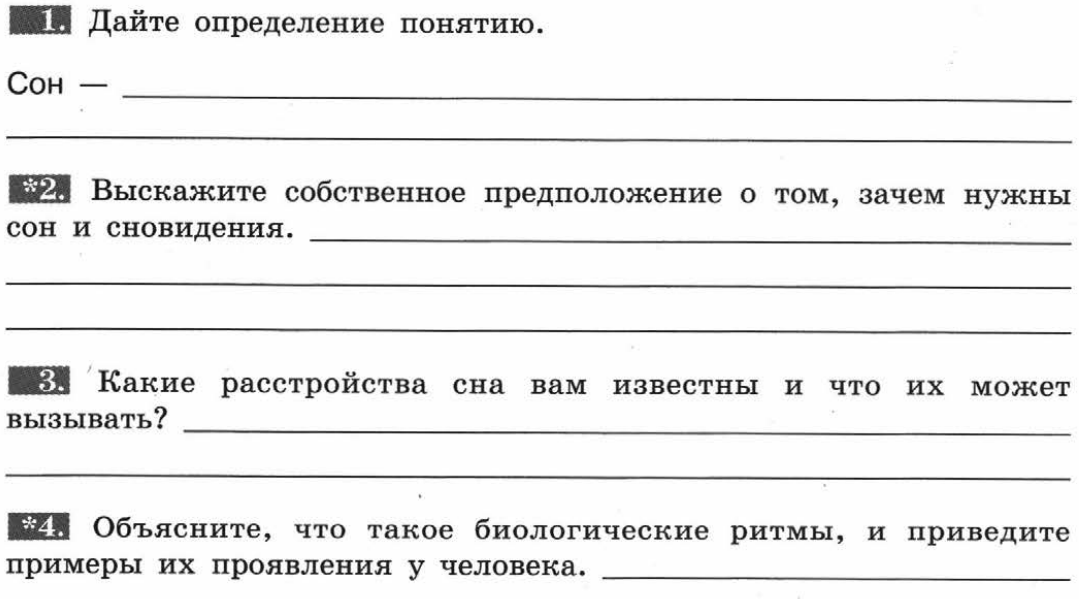 1. Дайте определение понятию.
Сон —
*2. Выскажите собственное предположение о том, зачем нужны
сон и сновидения.
3. Какие расстройства сна вам известны и что их может
вызывать?
*4. Объясните, что такое биологические ритмы, и приведите
примеры их проявления у человека.